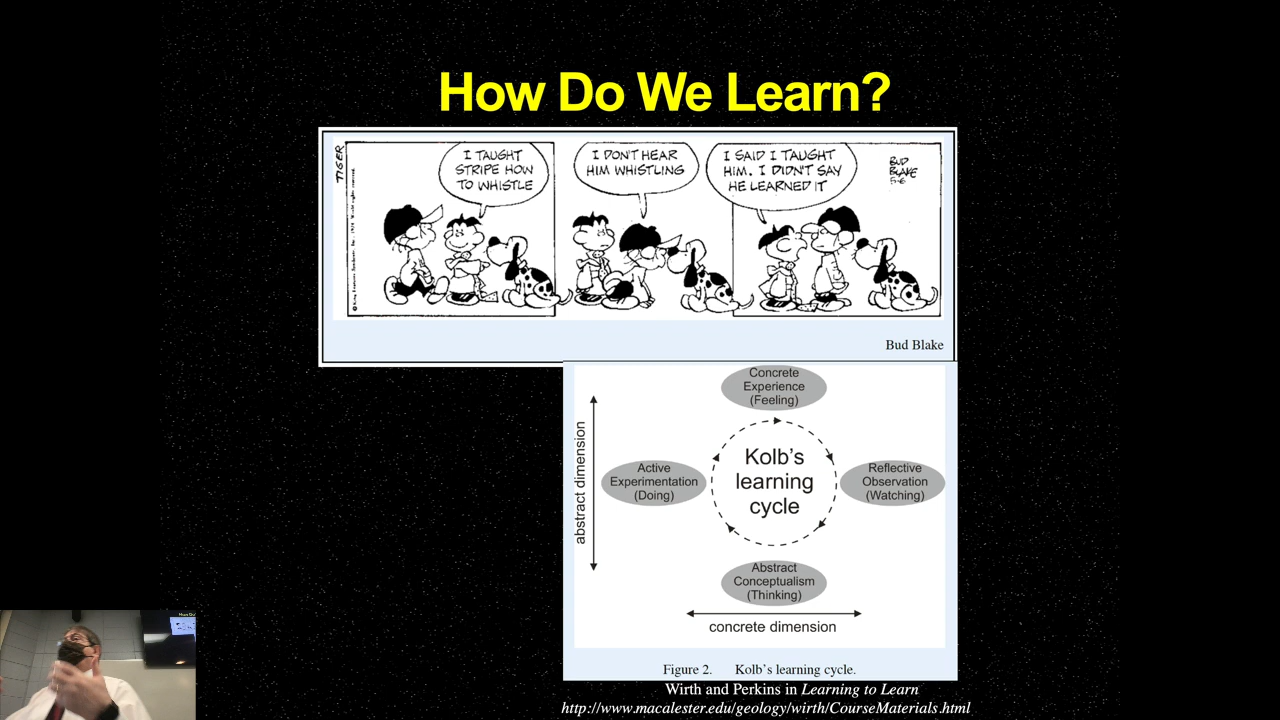 How Do We Learn?
TIGER
I TAUGHT
STRIPE HOW
TO WHISTLE
I DON'T HEAR
HIM WHISTLING
I SAID I TAUGHT
HIM. I DIDN'T SAY
HE LEARNED IT
BUD
BLAKE
5-6
Bud Blake
Concrete
Experience
(Feeling)
abstract dimension
Active
Experimentation
(Doing)
Kolb's
learning
cycle
Reflective
Observation
(Watching)
Abstract
Conceptualism
(Thinking)
concrete dimension
Figure 2. Kolb's learning cycle.
Wirth and Perkins in Learning to Learn
http://www.macalester.edu/geology/wirth/CourseMaterials.html